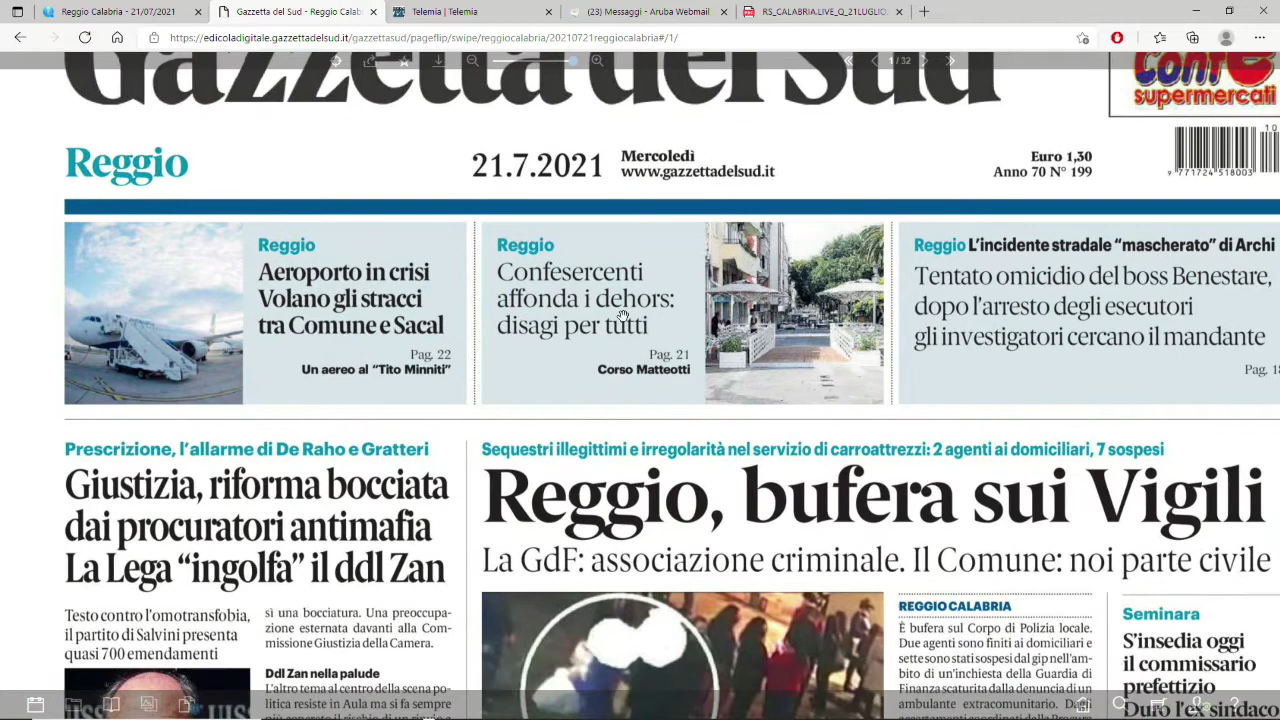 Reggio Calabria - 21/07/2021
Gazzetta del Sud - Reggio Calab
Telemia | Telemia
(23) Messaggi - Aruba Webmail
RS_CALABRIA.LIVE_Q_21LUGLIO
https://edicoladigitale.gazzettadelsud.it/gazzettasud/pageflip/swipe/reggiocalabria/20210721reggiocalabria#/1/
1 / 32
Gazzetta del Sud
supermercati
Reggio
21.7.2021
Mercoledì
www.gazzettadelsud.it
Euro 1,30
Anno 70 N° 199
9 771724 518003
10
Reggio
Aeroporto in crisi
Volano gli stracci
tra Comune e Sacal
Pag. 22
Un aereo al “Tito Minniti”
Reggio
Confesercenti
affonda i dehors:
disagi per tutti
Pag. 21
Corso Matteotti
Reggio L’incidente stradale “mascherato” di Archi
Tentato omicidio del boss Benestare,
dopo l’arresto degli esecutori
gli investigatori cercano il mandante
Pag. 18
Prescrizione, l’allarme di De Raho e Gratteri
Giustizia, riforma bocciata
dai procuratori antimafia
La Lega “ingolfa” il ddl Zan
Testo contro l’omotransfobia,
il partito di Salvini presenta
quasi 700 emendamenti
sì una bocciatura. Una preoccupa-
zione esternata davanti alla Com-
missione Giustizia della Camera.
Ddl Zan nella palude
L’altro tema al centro della scena po-
litica resiste in Aula ma si fa sempre
Sequestri illegittimi e irregolarità nel servizio di carroattrezzi: 2 agenti ai domiciliari, 7 sospesi
Reggio, bufera sui Vigili
La GdF: associazione criminale. Il Comune: noi parte civile
REGGIO CALABRIA
È bufera sul Corpo di Polizia locale.
Due agenti sono finiti ai domiciliari e
sette sono stati sospesi dal gip nell’am-
bito di un’inchiesta della Guardia di
Finanza scaturita dalla denuncia di un
ambulante extracomunitario. Dagli
Seminara
S’insedia oggi
il commissario
prefettizio
Duro l’ex sindaco